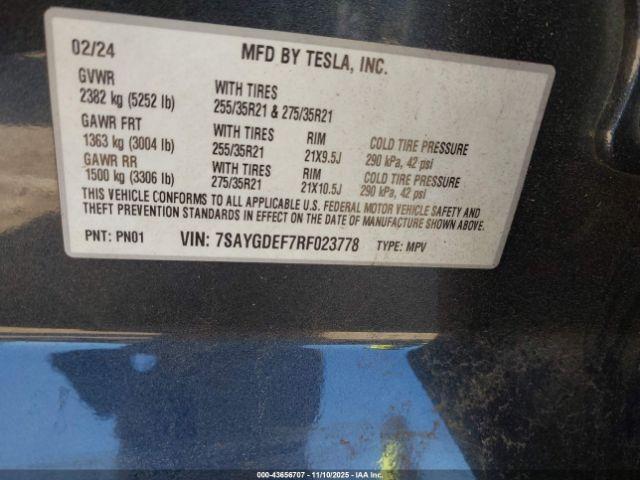 02/24 MFD BY TESLA, INC.
GVWR WITH TIRES
2382 kg (5252 lb) 255/35R21 & 275/35R21
GAWR FRT WITH TIRES RIM COLD TIRE PRESSURE
1363 kg (3004 lb) 255/35R21 21X9.5J 290 kPa, 42 psi
GAWR RR WITH TIRES RIM COLD TIRE PRESSURE
1500 kg (3306 lb) 275/35R21 21X10.5J 290 kPa, 42 psi
THIS VEHICLE CONFORMS TO ALL APPLICABLE U.S. FEDERAL MOTOR VEHICLE SAFETY AND
THEFT PREVENTION STANDARDS IN EFFECT ON THE DATE OF MANUFACTURE SHOWN ABOVE.
PNT: PN01 VIN: 7SAYGDEF7RF023778 TYPE: MPV
000-43656707 - 11/10/2025 - IAA Inc.